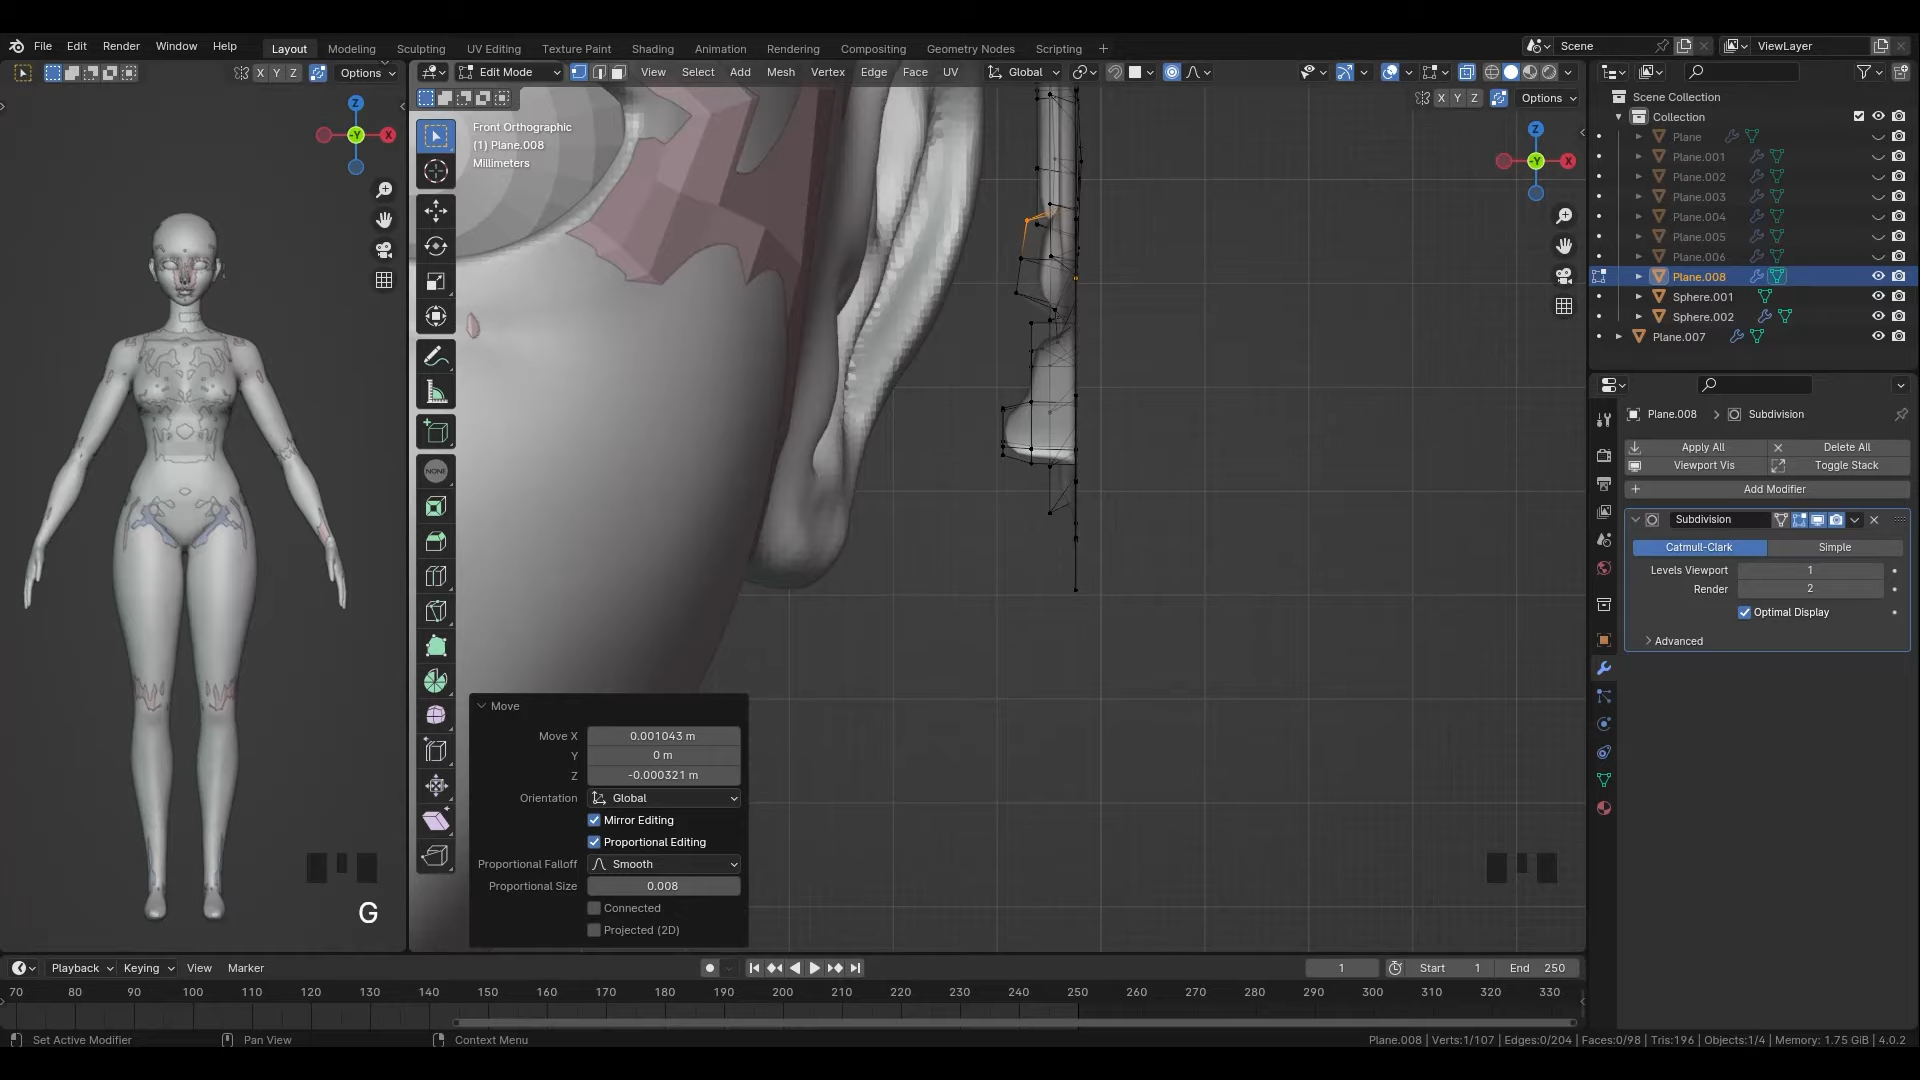 File Edit Render Window Help Layout Modeling Sculpting UV Editing Texture Paint Shading Animation Rendering Compositing Geometry Nodes Scripting + Scene ViewLayer
X Y Z Options Edit Mode View Select Add Mesh Vertex Edge Face UV Global
X Y Z Options
Z
X
-Y
Front Orthographic
(1) Plane.008
Millimeters
Z
X
-Y
NONE
Scene Collection
Collection
Plane
Plane.001
Plane.002
Plane.003
Plane.004
Plane.005
Plane.006
Plane.008
Sphere.001
Sphere.002
Plane.007
Plane.008 > Subdivision
Apply All Delete All
Viewport Vis Toggle Stack
+ Add Modifier
Subdivision
Catmull-Clark Simple
Levels Viewport 1
Render 2
Optimal Display
Advanced
Move
Move X 0.001043 m
Y 0 m
Z -0.000321 m
Orientation Global
Mirror Editing
Proportional Editing
Proportional Falloff Smooth
Proportional Size 0.008
Connected
Projected (2D)
G
Playback Keying View Marker 1 Start 1 End 250
70 80 90 100 110 120 130 140 150 160 170 180 190 200 210 220 230 240 250 260 270 280 290 300 310 320 330
Set Active Modifier Pan View Context Menu Plane.008 | Verts:1/107 | Edges:0/204 | Faces:0/98 | Tris:196 | Objects:1/4 | Memory: 1.75 GiB | 4.0.2